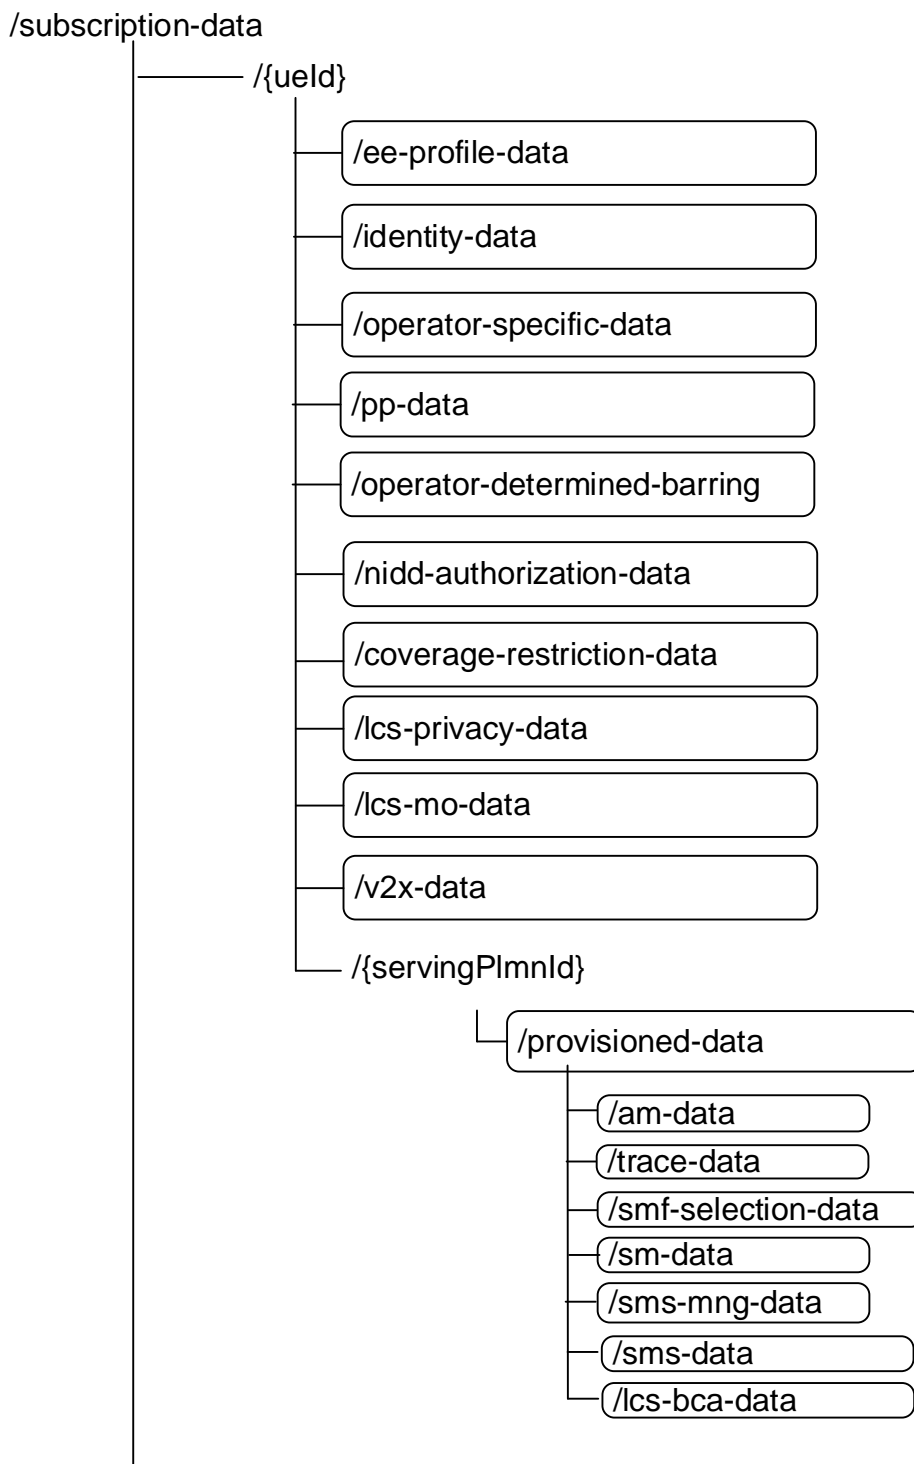 /subscription-data
/{ueId}
/ee-profile-data
/identity-data
/operator-specific-data
/pp-data
/operator-determined-barring
/nidd-authorization-data
/coverage-restriction-data
/lcs-privacy-data
/lcs-mo-data
/v2x-data
/{servingPlmnId}
/provisioned-data
/am-data
/trace-data
/smf-selection-data
/sm-data
/sms-mng-data
/sms-data
/lcs-bca-data